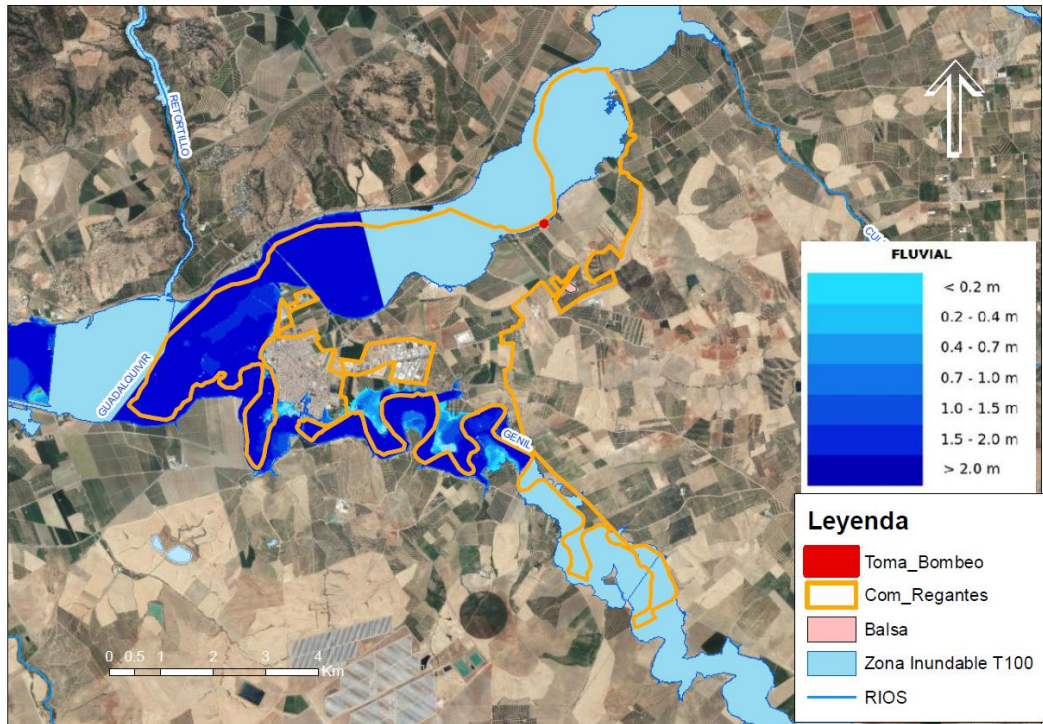 RETORTILLO
GUADALQUIVIR
GENIL
FLUVIAL
< 0.2 m
0.2 - 0.4 m
0.4 - 0.7 m
0.7 - 1.0 m
1.0 - 1.5 m
1.5 - 2.0 m
> 2.0 m
Leyenda
Toma_Bombeo
Com_Regantes
Balsa
Zona Inundable T100
RIOS
0 0.5 1 2 3 4
Km